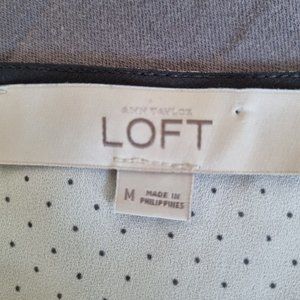 ANN TAYLOR
LOFT
M
MADE IN
PHILIPPINES